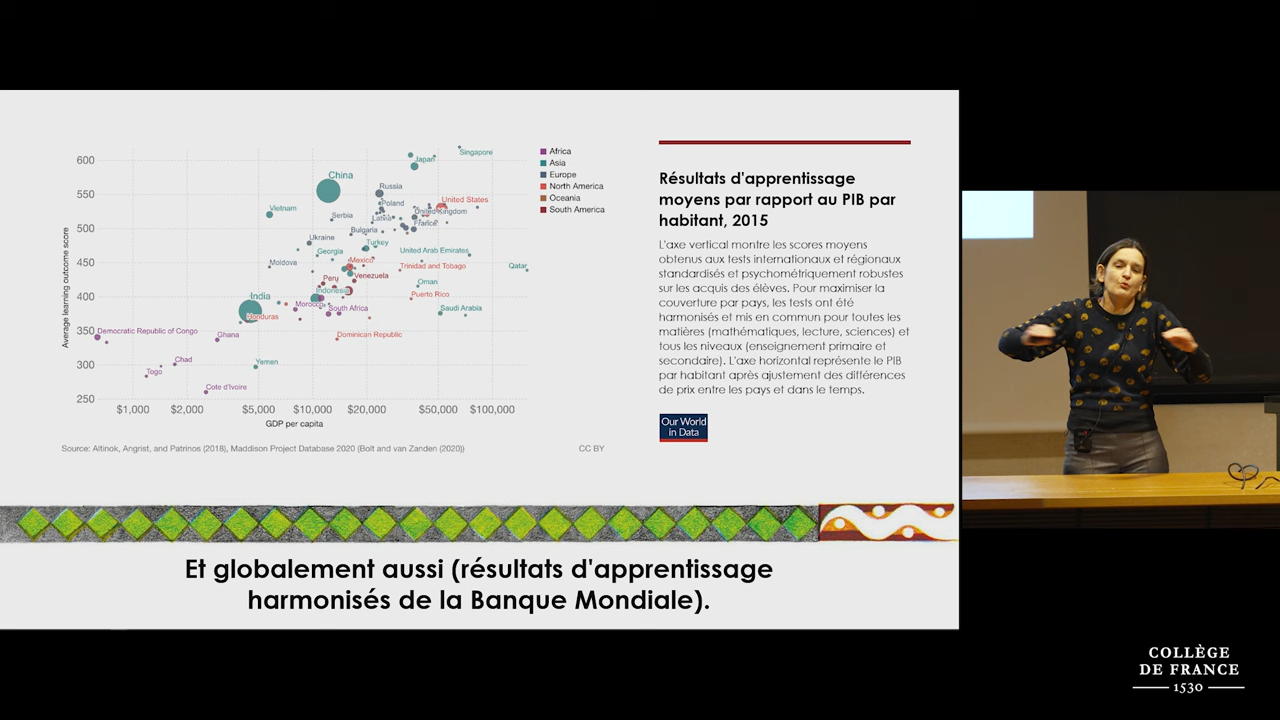 600
550
500
450
400
350
300
250
Average learning outcome score
Singapore
Japan
China
Russia
United States
Poland
Vietnam
Serbia
Latvia
United Kingdom
France
Bulgaria
Ukraine
Turkey
Georgia
United Arab Emirates
Moldova
Mexico
Trinidad and Tobago
Qatar
Peru
Venezuela
Oman
India
Indonesia
Puerto Rico
Morocco
South Africa
Saudi Arabia
Honduras
Democratic Republic of Congo
Ghana
Dominican Republic
Chad
Yemen
Togo
Cote d'Ivoire
$1,000 $2,000 $5,000 $10,000 $20,000 $50,000 $100,000
GDP per capita
Africa
Asia
Europe
North America
Oceania
South America
Source: Altinok, Angrist, and Patrinos (2018), Maddison Project Database 2020 (Bolt and van Zanden (2020)) CC BY
Résultats d'apprentissage
moyens par rapport au PIB par
habitant, 2015
L'axe vertical montre les scores moyens
obtenus aux tests internationaux et régionaux
standardisés et psychométriquement robustes
sur les acquis des élèves. Pour maximiser la
couverture par pays, les tests ont été
harmonisés et mis en commun pour toutes les
matières (mathématiques, lecture, sciences) et
tous les niveaux (enseignement primaire et
secondaire). L'axe horizontal représente le PIB
par habitant après ajustement des différences
de prix entre les pays et dans le temps.
Our World
in Data
Et globalement aussi (résultats d'apprentissage
harmonisés de la Banque Mondiale).
COLLÈGE
DE FRANCE
1530